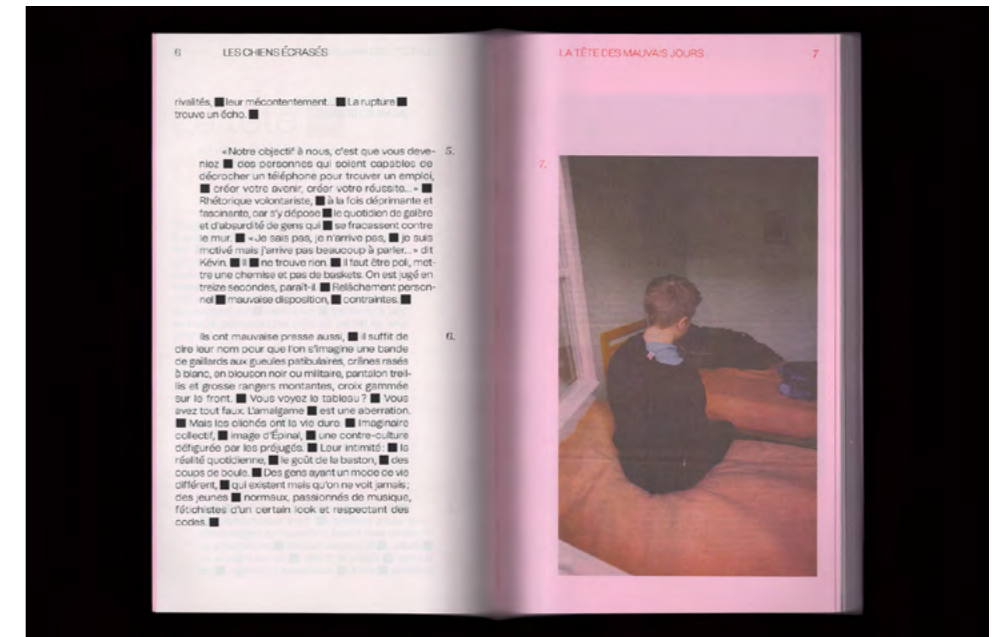 6 LES CHIENS ÉCRASÉS
rivalités, ■ leur mécontentement... ■ La rupture ■
trouve un écho. ■
«Notre objectif à nous, c'est que vous deve- 5.
niez ■ des personnes qui soient capables de
décrocher un téléphone pour trouver un emploi,
■ créer votre avenir, créer votre réussite...» ■
Rhétorique volontariste, ■ à la fois déprimante et
fascinante, car s'y dépose ■ le quotidien de galère
et d'absurdité de gens qui ■ se fracassent contre
le mur. ■ «Je sais pas, je n'arrive pas, ■ je suis
motivé mais j'arrive pas beaucoup à parler...» dit
Kévin. ■ Il ■ ne trouve rien. ■ Il faut être poli, met-
tre une chemise et pas de baskets. On est jugé en
treize secondes, paraît-il. ■ Relâchement person-
nel ■ mauvaise disposition, ■ contraintes. ■
Ils ont mauvaise presse aussi, ■ il suffit de 6.
dire leur nom pour que l'on s'imagine une bande
de gaillards aux gueules patibulaires, crânes rasés
à blanc, en blouson noir ou militaire, pantalon treil-
lis et grosse rangers montantes, croix gammée
sur le front. ■ Vous voyez le tableau ? ■ Vous
avez tout faux. L'amalgame ■ est une aberration.
■ Mais les clichés ont la vie dure. ■ Imaginaire
collectif, ■ image d'Épinal, ■ une contre-culture
défigurée par les préjugés. ■ Leur intimité : ■ la
réalité quotidienne, ■ le goût de la baston, ■ des
coups de boule. ■ Des gens ayant un mode de vie
différent, ■ qui existent mais qu'on ne voit jamais ;
des jeunes ■ normaux, passionnés de musique,
fétichistes d'un certain look et respectant des
codes. ■
LA TÊTE DES MAUVAIS JOURS 7
7.